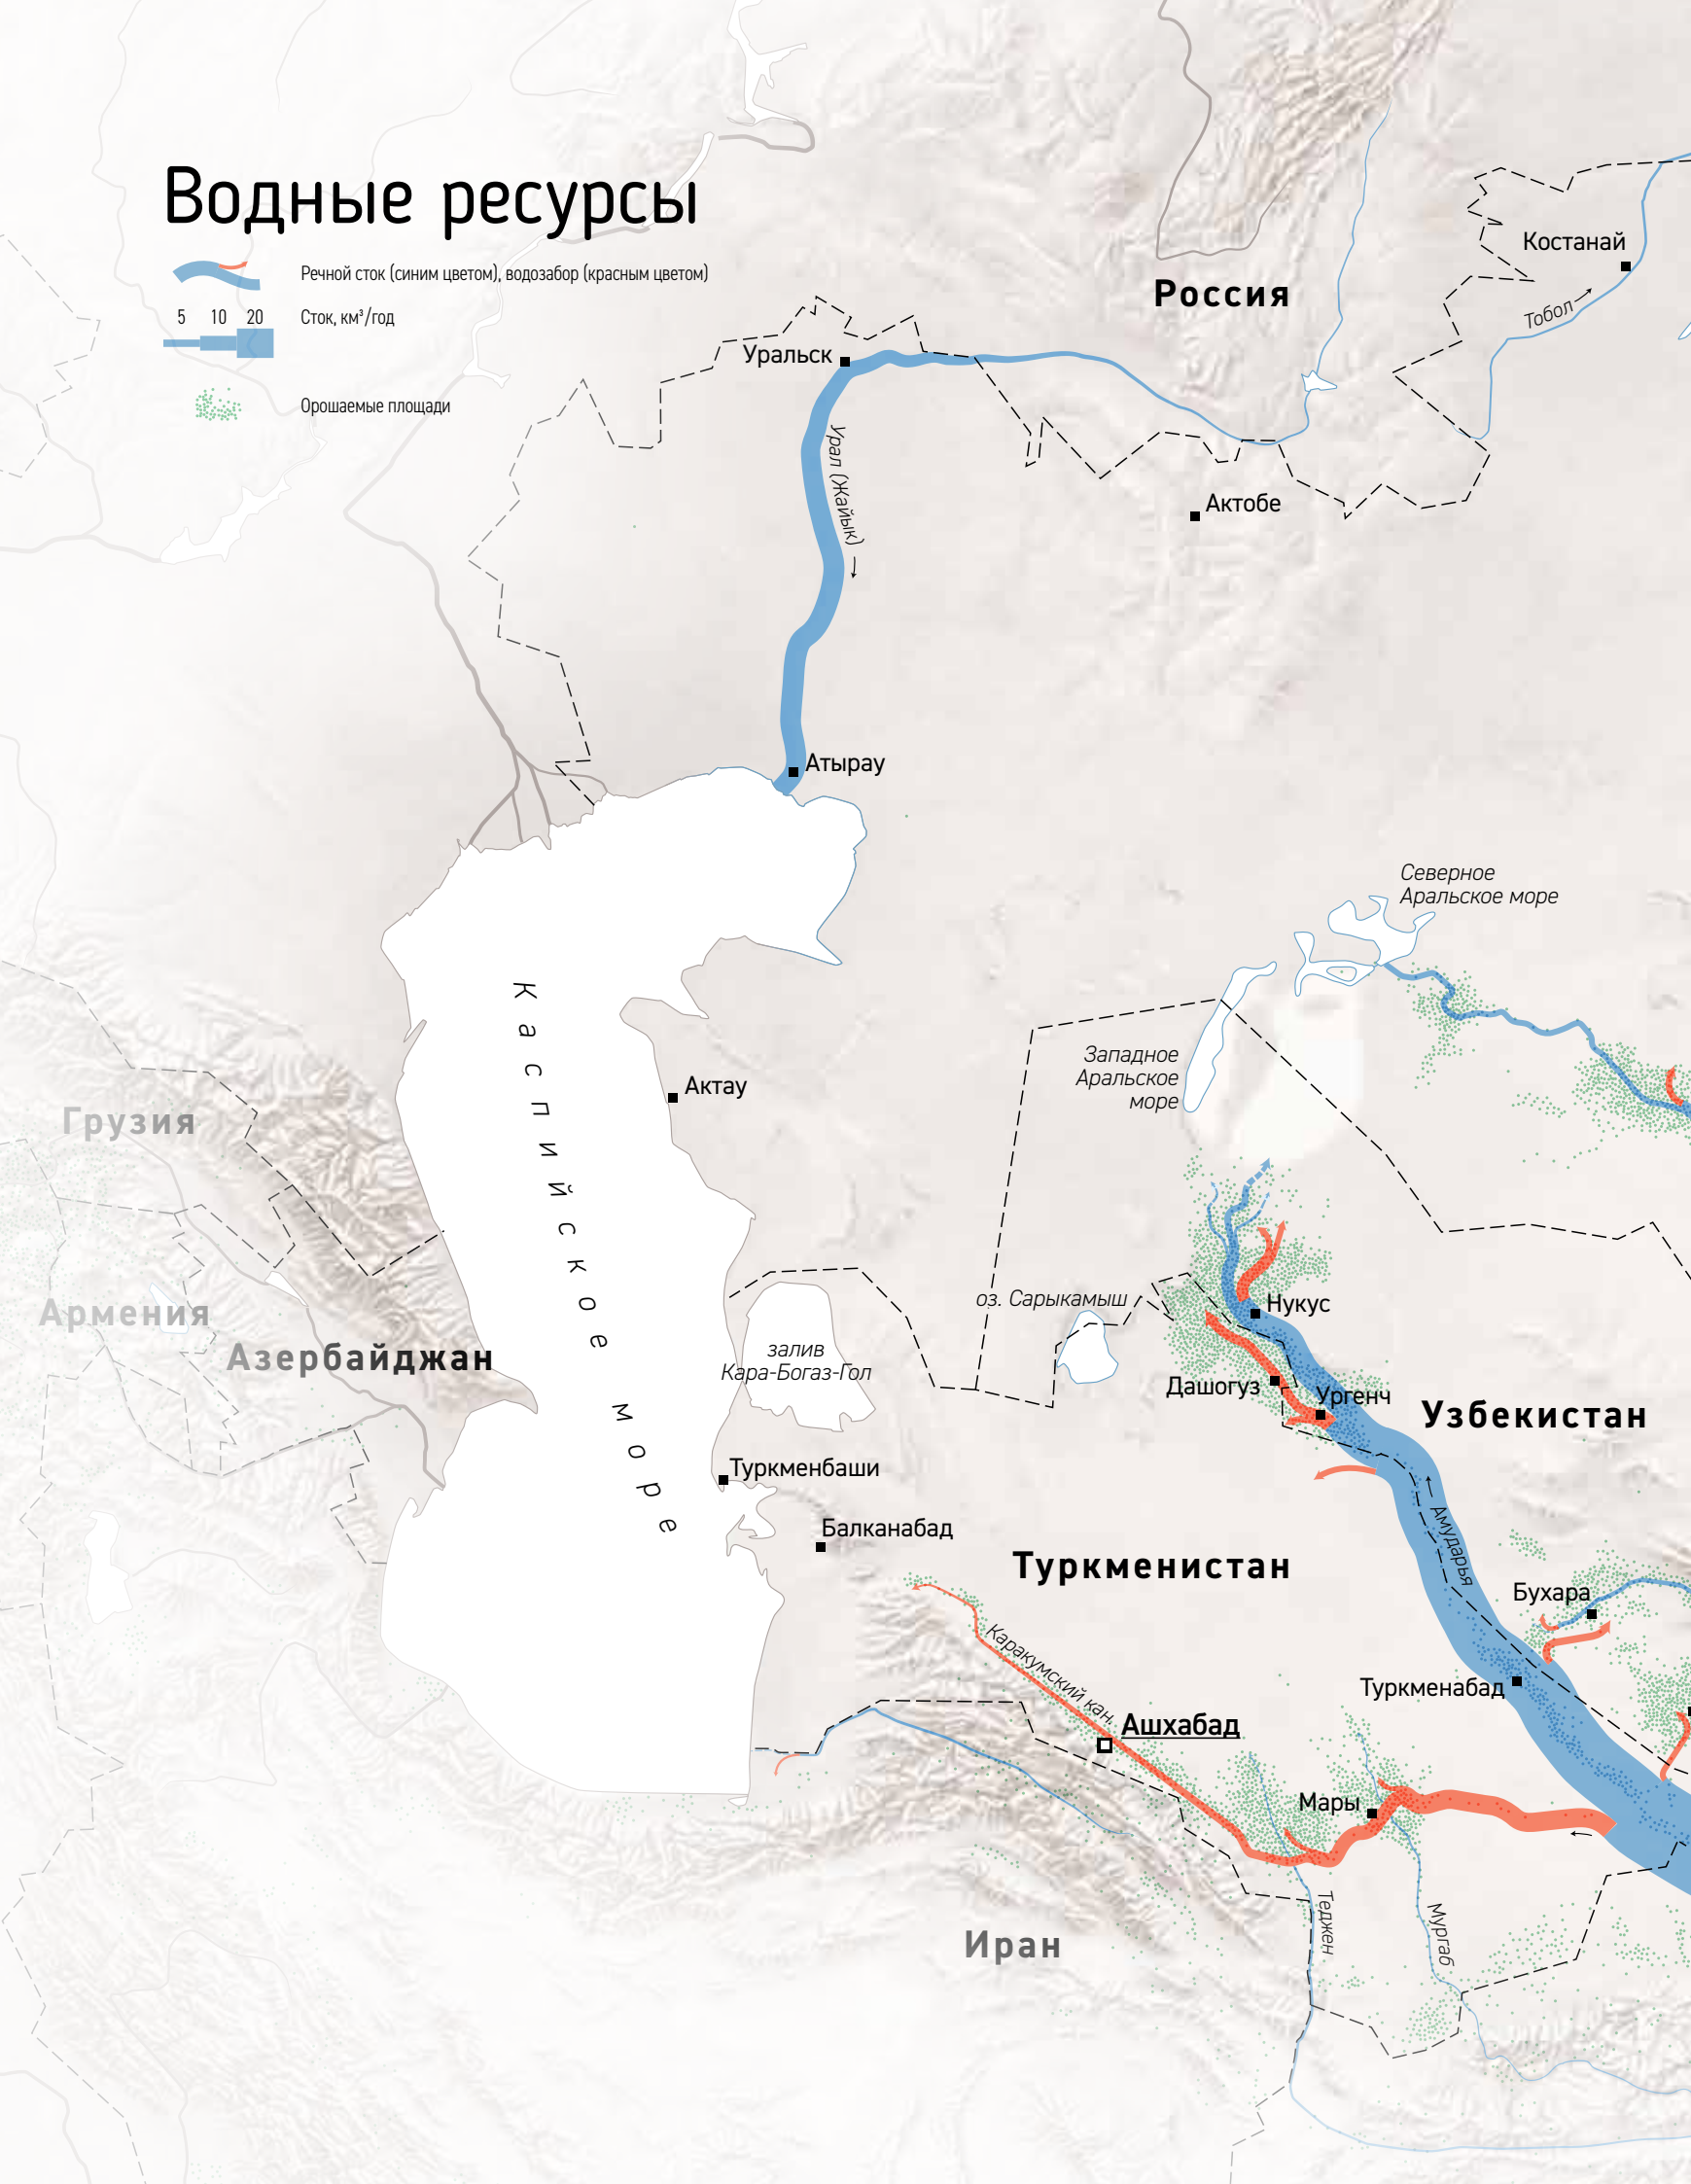 Водные ресурсы
Речной сток (синим цветом), водозабор (красным цветом)
5 10 20 Сток, км³/год
Орошаемые площади
Россия
Костанай
Тобол
Уральск
Урал (Жайык)
Актобе
Атырау
Северное
Аральское море
Каспийское море
Западное
Аральское
море
Актау
Грузия
Армения
Азербайджан
оз. Сарыкамыш
Нукус
залив
Кара-Богаз-Гол
Дашогуз
Ургенч
Узбекистан
Туркменбаши
Балканабад
Амударья
Туркменистан
Бухара
Каракумский кан.
Туркменабад
Ашхабад
Мары
Теджен
Мургаб
Иран